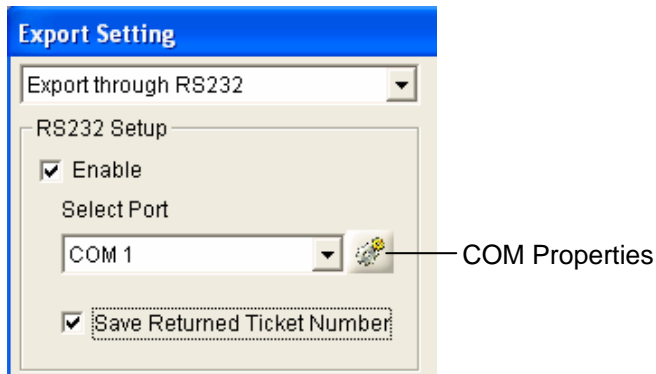 Export Setting
Export through RS232
RS232 Setup
Enable
Select Port
COM 1
COM Properties
Save Returned Ticket Number